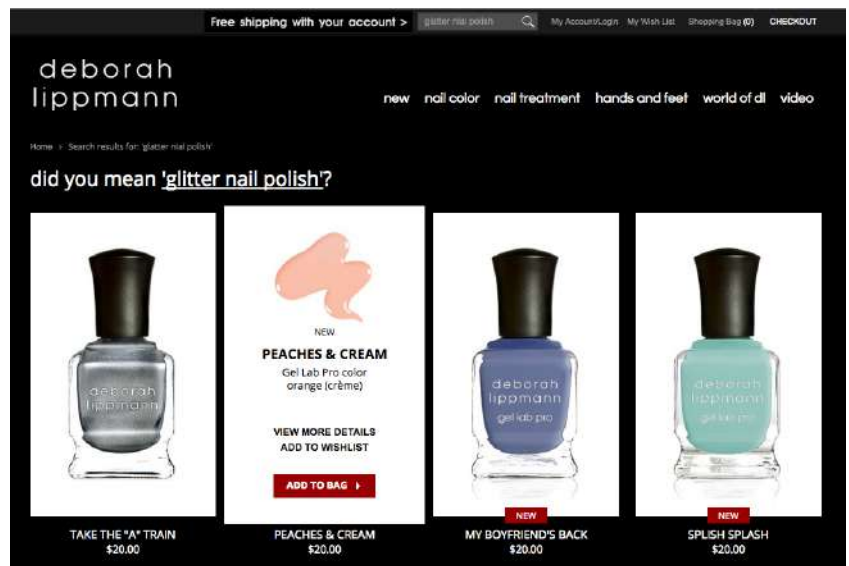 Free shipping with your account >
glitter nial polish
My Account/Login My Wish List Shopping Bag (0) CHECKOUT
deborah
lippmann
new nail color nail treatment hands and feet world of dl video
Home > Search results for: 'glatter nial polish'
did you mean 'glitter nail polish'?
deborah
lippmann
NEW
PEACHES & CREAM
Gel Lab Pro color
orange (crème)
VIEW MORE DETAILS
ADD TO WISHLIST
ADD TO BAG
deborah
lippmann
gel lab pro
NEW
deborah
lippmann
gel lab pro
NEW
TAKE THE "A" TRAIN
$20.00
PEACHES & CREAM
$20.00
MY BOYFRIEND'S BACK
$20.00
SPLISH SPLASH
$20.00